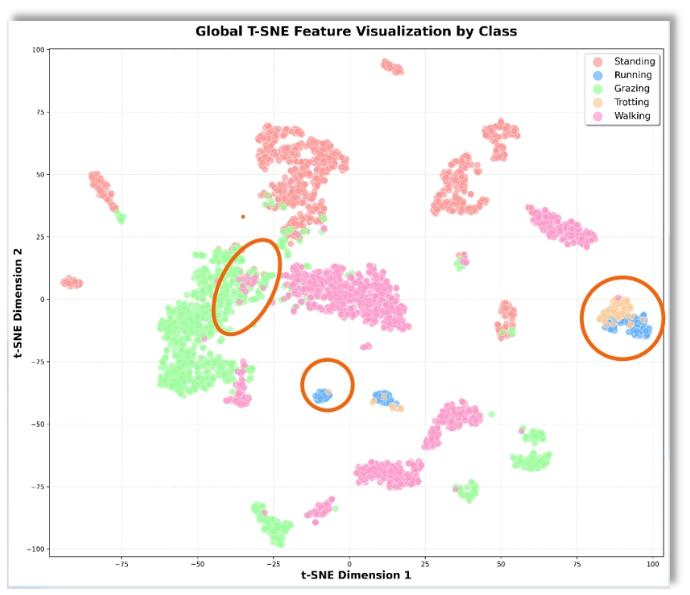 Global T-SNE Feature Visualization by Class
100
75
50
25
0
−25
−50
−75
−100
t-SNE Dimension 2
Standing
Running
Grazing
Trotting
Walking
−75
−50
−25
0
25
50
75
100
t-SNE Dimension 1